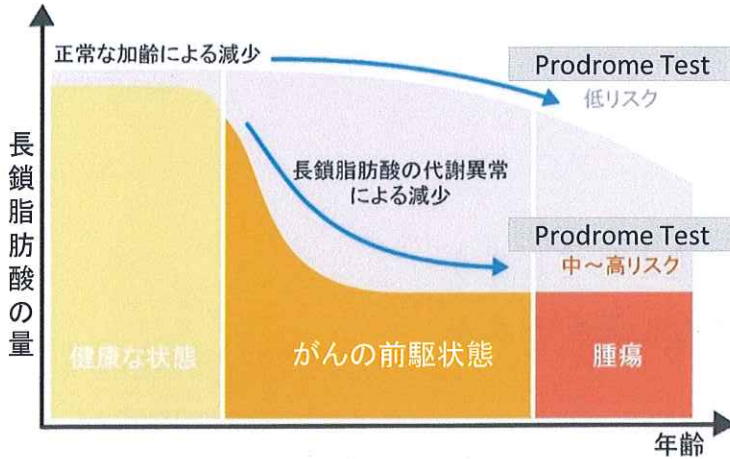 正常な加齢による減少
Prodrome Test
低リスク
長鎖脂肪酸の代謝異常
による減少
Prodrome Test
中～高リスク
長鎖脂肪酸の量
健康な状態
がんの前駆状態
腫瘍
年齢